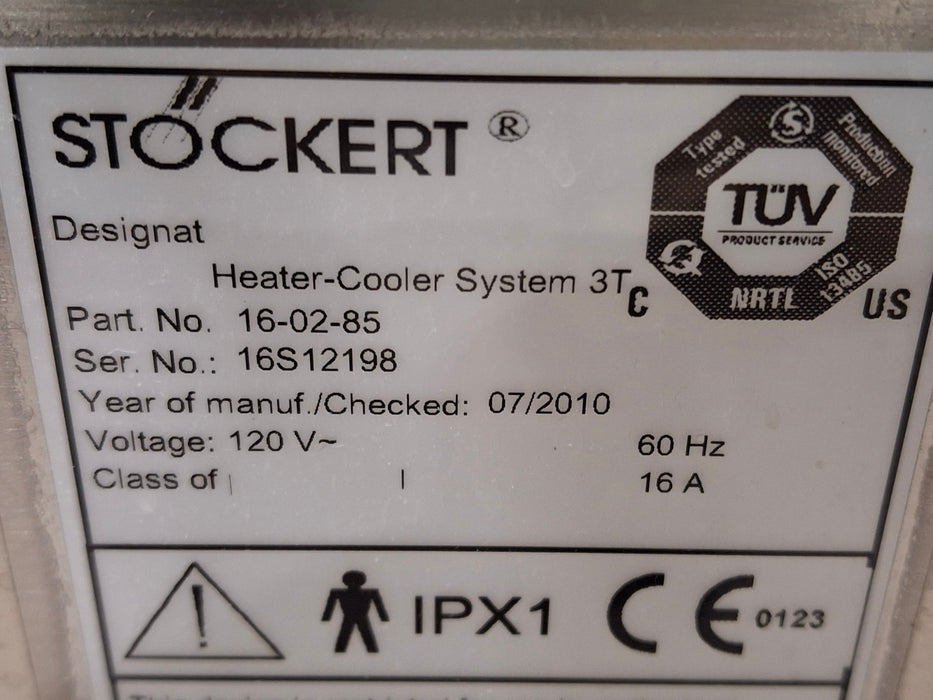 STÖCKERT ®
Type tested
Production monitored
TÜV
PRODUCT SERVICE
ISO 13485
NRTL
C US
Designat
Heater-Cooler System 3T
Part. No. 16-02-85
Ser. No.: 16S12198
Year of manuf./Checked: 07/2010
Voltage: 120 V~ 60 Hz
Class of I 16 A
IPX1 CE 0123